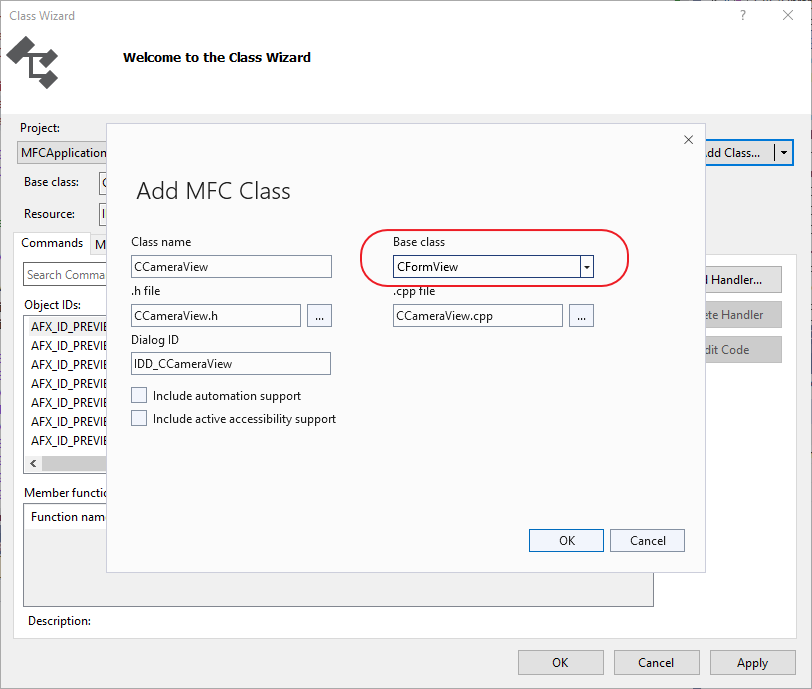 Class Wizard
?
Welcome to the Class Wizard
Project:
MFCApplication
dd Class...
Base class:
Resource:
Commands
M
Search Comma
Object IDs:
AFX_ID_PREVIE
AFX_ID_PREVIE
AFX_ID_PREVIE
AFX_ID_PREVIE
AFX_ID_PREVIE
AFX_ID_PREVIE
AFX_ID_PREVIE
Member functio
Function name
Description:
Handler...
ete Handler
dit Code
Add MFC Class
Class name
Base class
CCameraView
CFormView
.h file
.cpp file
CCameraView.h
...
CCameraView.cpp
...
Dialog ID
IDD_CCameraView
Include automation support
Include active accessibility support
OK
Cancel
OK
Cancel
Apply